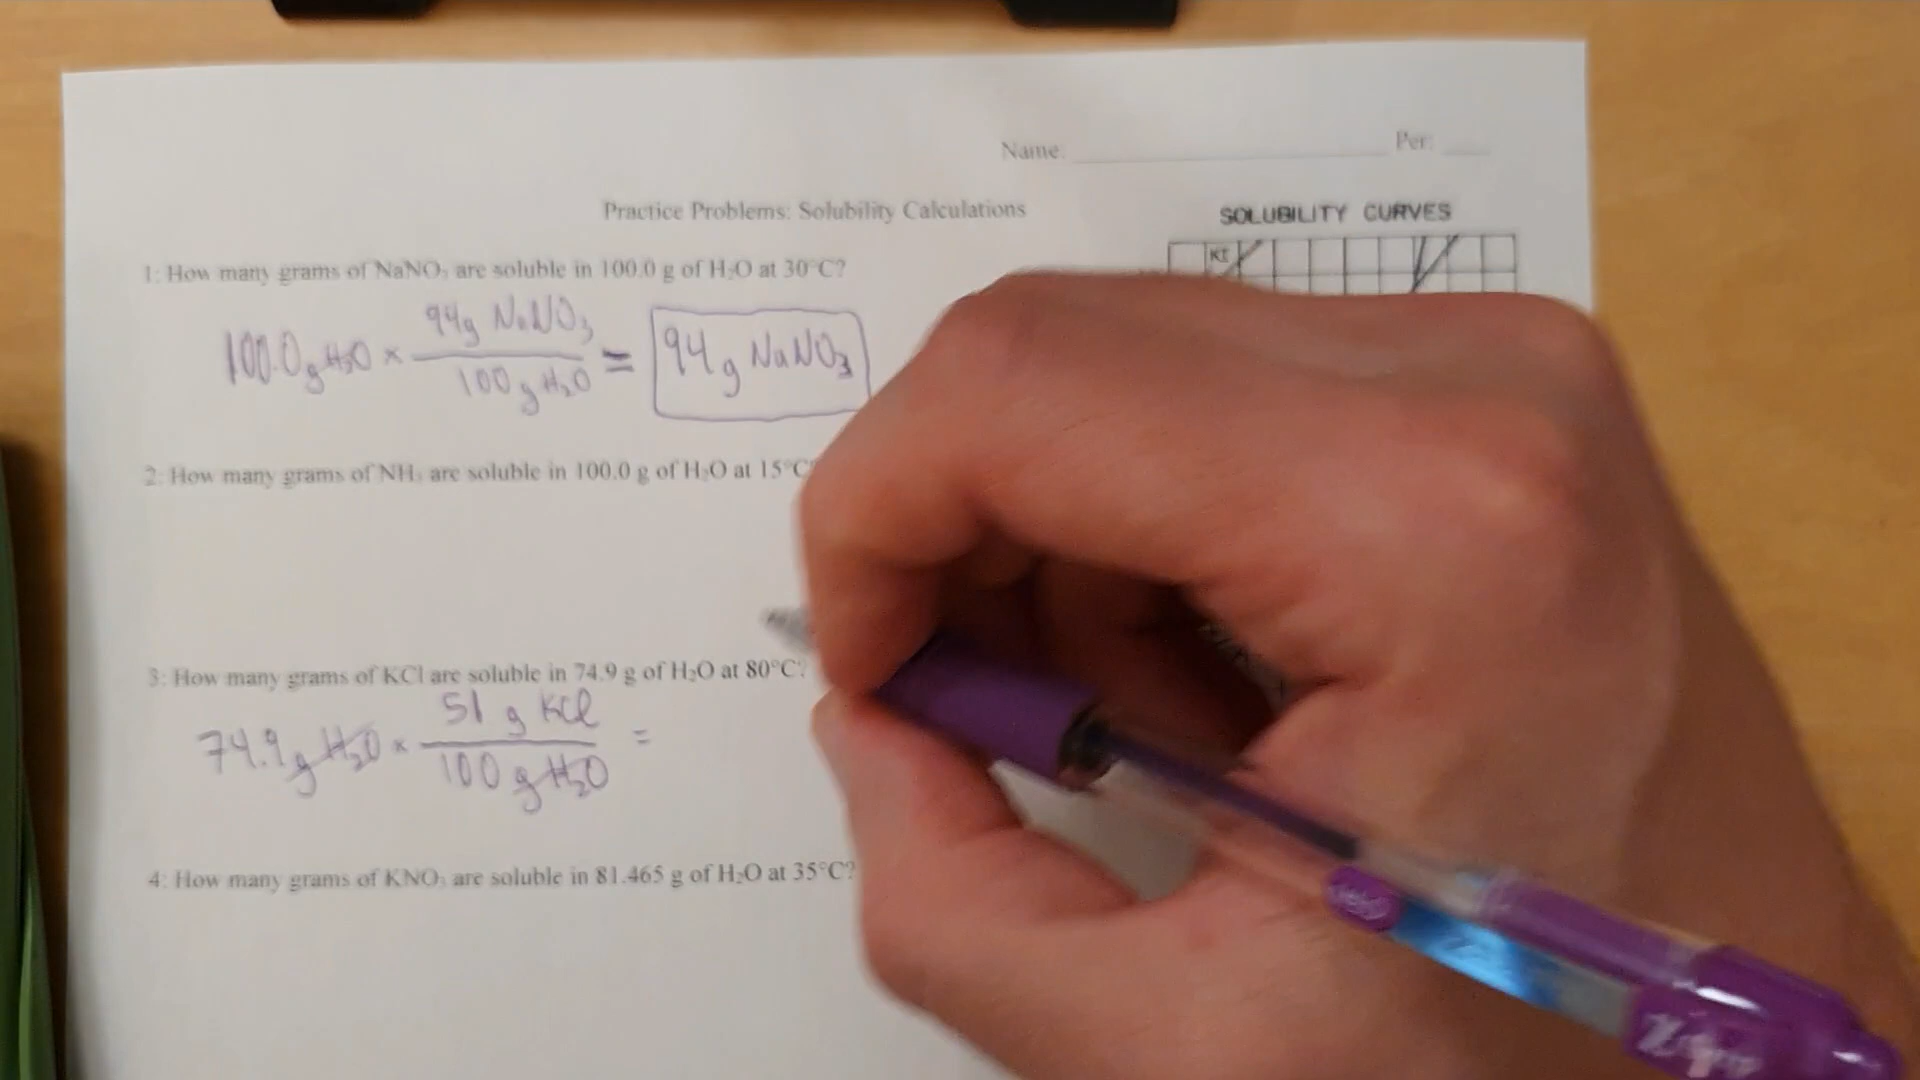 Name: Per:
Practice Problems: Solubility Calculations
SOLUBILITY CURVES
KI
1: How many grams of NaNO₃ are soluble in 100.0 g of H₂O at 30°C?
100.0g H₂O × 94g NaNO₃ / 100 g H₂O = 94 g NaNO₃
2: How many grams of NH₃ are soluble in 100.0 g of H₂O at 15°C
3: How many grams of KCl are soluble in 74.9 g of H₂O at 80°C?
74.9g H₂O × 51 g KCl / 100 g H₂O =
4: How many grams of KNO₃ are soluble in 81.465 g of H₂O at 35°C?